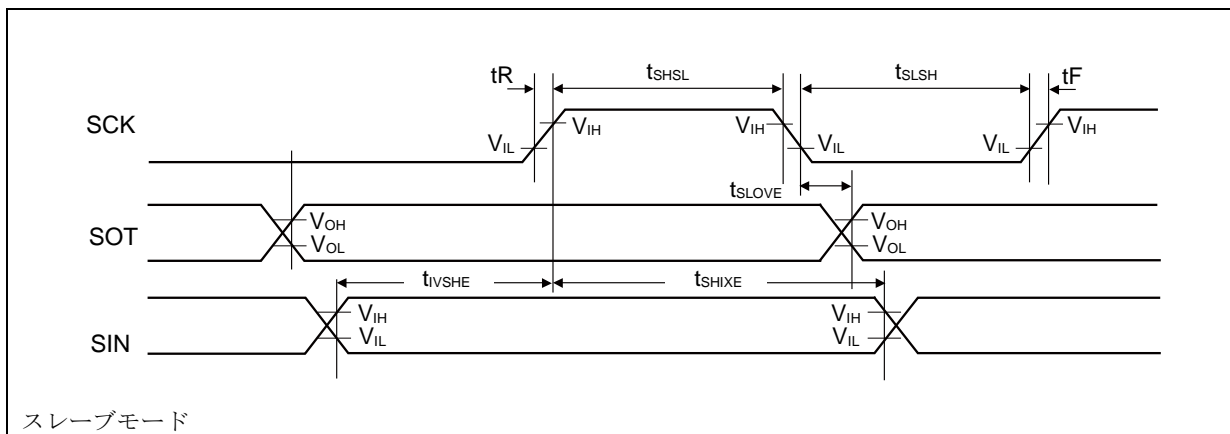 tR tSHSL tSLSH tF
SCK VIH VIH VIH
VIL VIL VIL
tSLOVE
SOT VOH VOH
VOL VOL
tIVSHE tSHIXE
SIN VIH VIH
VIL VIL
スレーブモード